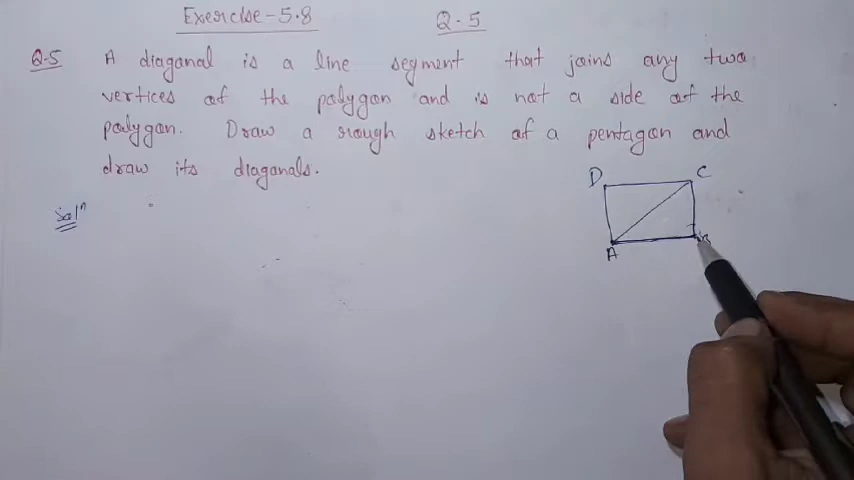 Exercise-5.8 Q-5
Q.5 A diagonal is a line segment that joins any two
vertices of the polygon and is not a side of the
polygon. Draw a rough sketch of a pentagon and
draw its diagonals.
Solⁿ
D C
A B